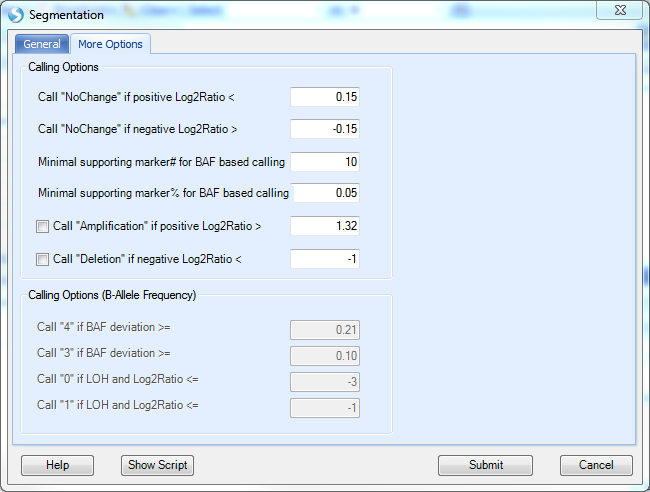 Segmentation
General
More Options
Calling Options
Call "NoChange" if positive Log2Ratio < 0.15
Call "NoChange" if negative Log2Ratio > -0.15
Minimal supporting marker# for BAF based calling 10
Minimal supporting marker% for BAF based calling 0.05
Call "Amplification" if positive Log2Ratio > 1.32
Call "Deletion" if negative Log2Ratio < -1
Calling Options (B-Allele Frequency)
Call "4" if BAF deviation >= 0.21
Call "3" if BAF deviation >= 0.10
Call "0" if LOH and Log2Ratio <= -3
Call "1" if LOH and Log2Ratio <= -1
Help
Show Script
Submit
Cancel